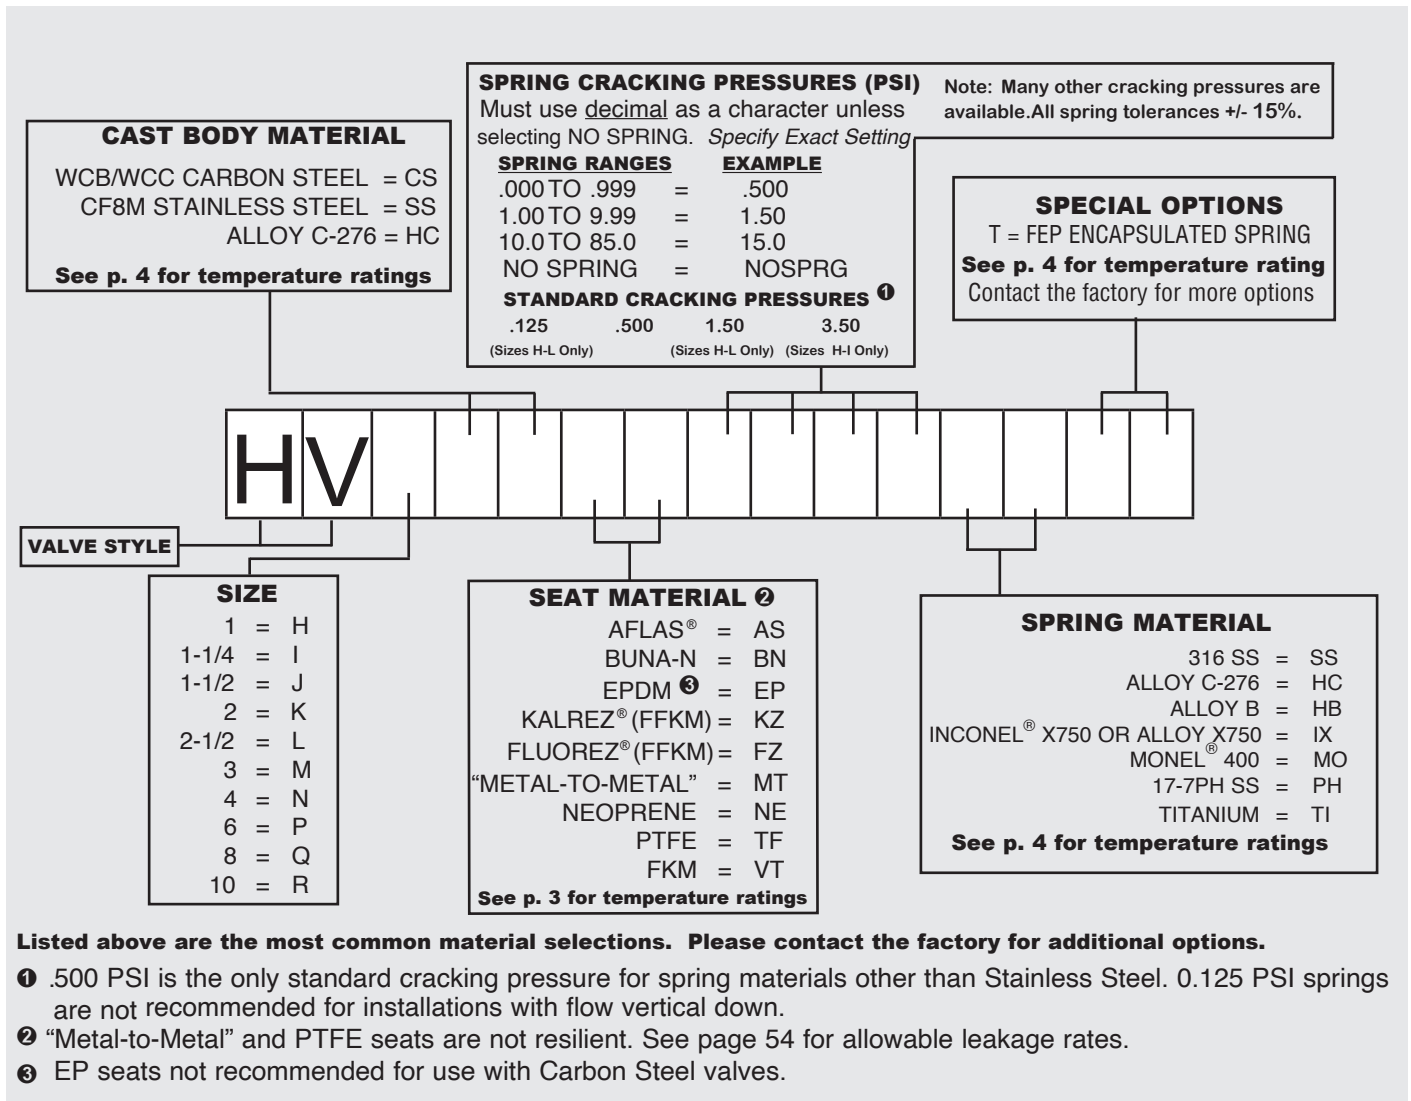 SPRING CRACKING PRESSURES (PSI)
Must use decimal as a character unless
selecting NO SPRING. Specify Exact Setting
Note: Many other cracking pressures are
available.All spring tolerances +/- 15%.
SPRING RANGES EXAMPLE
.000 TO .999 = .500
1.00 TO 9.99 = 1.50
10.0 TO 85.0 = 15.0
NO SPRING = NOSPRG
STANDARD CRACKING PRESSURES ❶
.125 .500 1.50 3.50
(Sizes H-L Only) (Sizes H-L Only) (Sizes H-I Only)
CAST BODY MATERIAL
WCB/WCC CARBON STEEL = CS
CF8M STAINLESS STEEL = SS
ALLOY C-276 = HC
See p. 4 for temperature ratings
SPECIAL OPTIONS
T = FEP ENCAPSULATED SPRING
See p. 4 for temperature rating
Contact the factory for more options
HV
VALVE STYLE
SIZE
1 = H
1-1/4 = I
1-1/2 = J
2 = K
2-1/2 = L
3 = M
4 = N
6 = P
8 = Q
10 = R
SEAT MATERIAL ❷
AFLAS® = AS
BUNA-N = BN
EPDM ❸ = EP
KALREZ® (FFKM) = KZ
FLUOREZ® (FFKM) = FZ
“METAL-TO-METAL” = MT
NEOPRENE = NE
PTFE = TF
FKM = VT
See p. 3 for temperature ratings
SPRING MATERIAL
316 SS = SS
ALLOY C-276 = HC
ALLOY B = HB
INCONEL® X750 OR ALLOY X750 = IX
MONEL® 400 = MO
17-7PH SS = PH
TITANIUM = TI
See p. 4 for temperature ratings
Listed above are the most common material selections. Please contact the factory for additional options.
❶ .500 PSI is the only standard cracking pressure for spring materials other than Stainless Steel. 0.125 PSI springs
are not recommended for installations with flow vertical down.
❷ “Metal-to-Metal” and PTFE seats are not resilient. See page 54 for allowable leakage rates.
❸ EP seats not recommended for use with Carbon Steel valves.